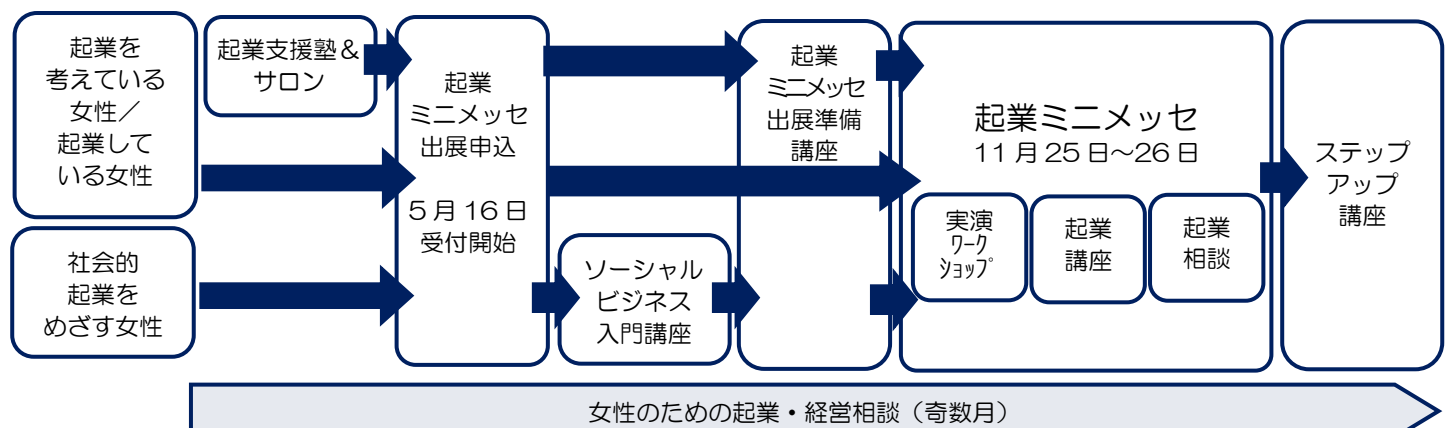 起業を
考えている
女性／
起業して
いる女性
社会的
起業を
めざす女性
起業支援塾＆
サロン
起業
ミニメッセ
出展申込
５月16日
受付開始
ソーシャル
ビジネス
入門講座
起業
ミニメッセ
出展準備
講座
起業ミニメッセ
11月25日～26日
実演
ﾜｰｸ
ｼｮｯﾌﾟ
起業
講座
起業
相談
ステップ
アップ
講座
女性のための起業・経営相談（奇数月）